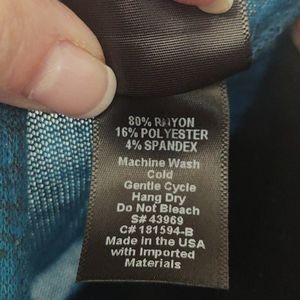 80% RAYON
16% POLYESTER
4% SPANDEX
Machine Wash
Cold
Gentle Cycle
Hang Dry
Do Not Bleach
S# 43969
C# 181594-B
Made in the USA
with Imported
Materials